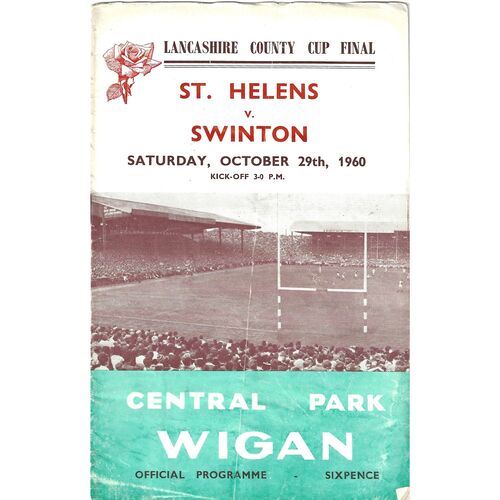 LANCASHIRE COUNTY CUP FINAL
ST. HELENS
V.
SWINTON
SATURDAY, OCTOBER 29th, 1960
KICK-OFF 3-0 P.M.
CENTRAL PARK
WIGAN
OFFICIAL PROGRAMME - SIXPENCE